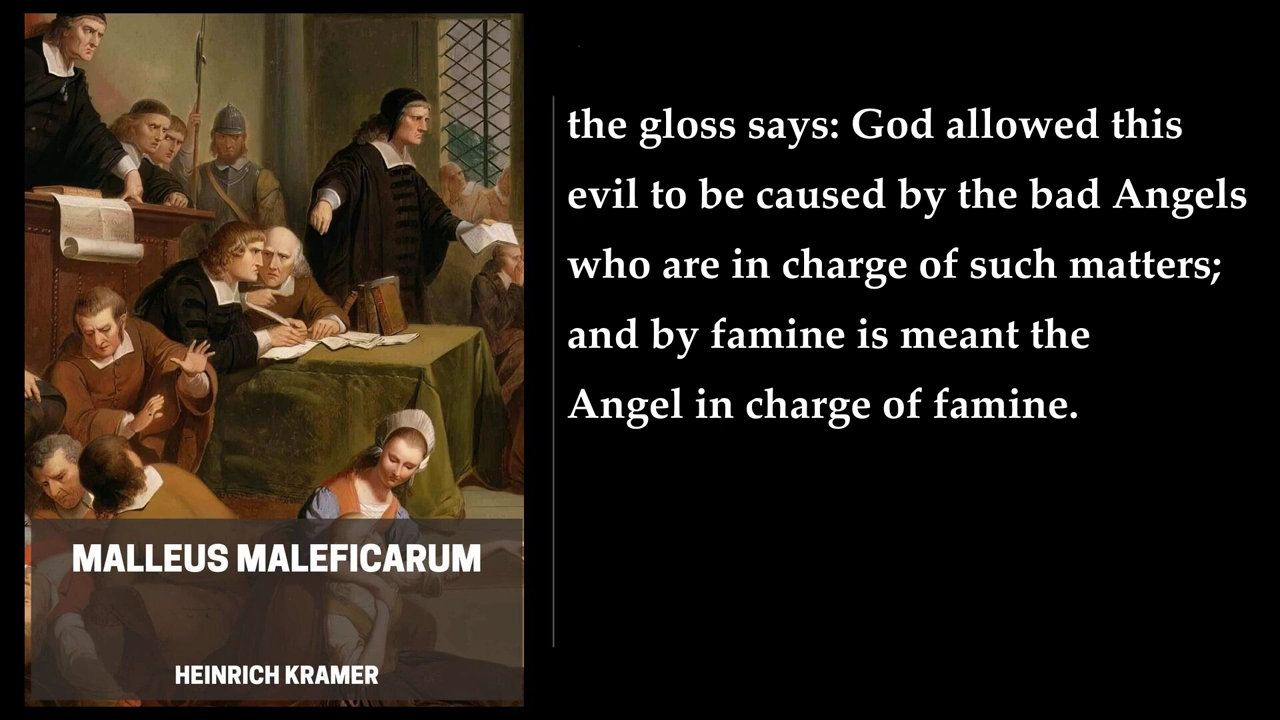 the gloss says: God allowed this
evil to be caused by the bad Angels
who are in charge of such matters;
and by famine is meant the
Angel in charge of famine.
MALLEUS MALEFICARUM
HEINRICH KRAMER